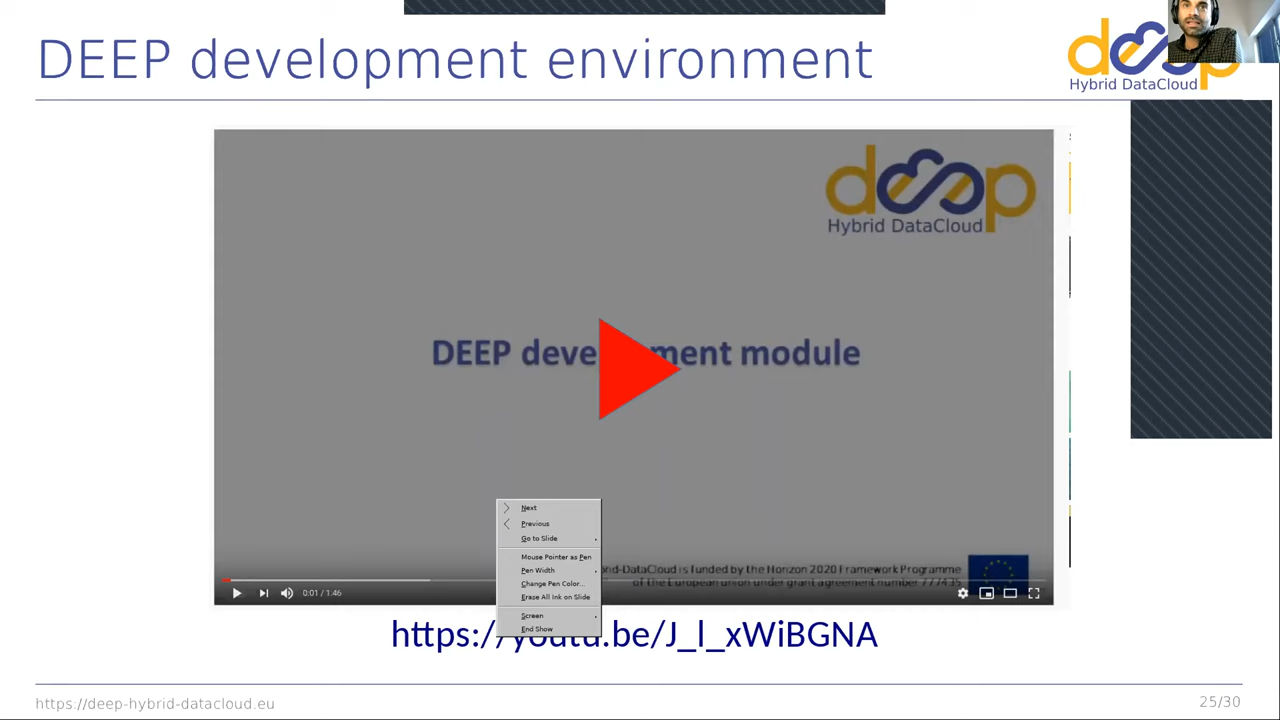 DEEP development environment
deep
Hybrid DataCloud
deep
Hybrid DataCloud
DEEP deve ment module
Next
Previous
Go to Slide
Mouse Pointer as Pen
Pen Width
Change Pen Color...
Erase All Ink on Slide
Screen
End Show
rid-DataCloud is funded by the Horizon 2020 Framework Programme
of the European union under grant agreement number 777435
0:01 / 1:46
https://youtu.be/J_l_xWiBGNA
https://deep-hybrid-datacloud.eu
25/30